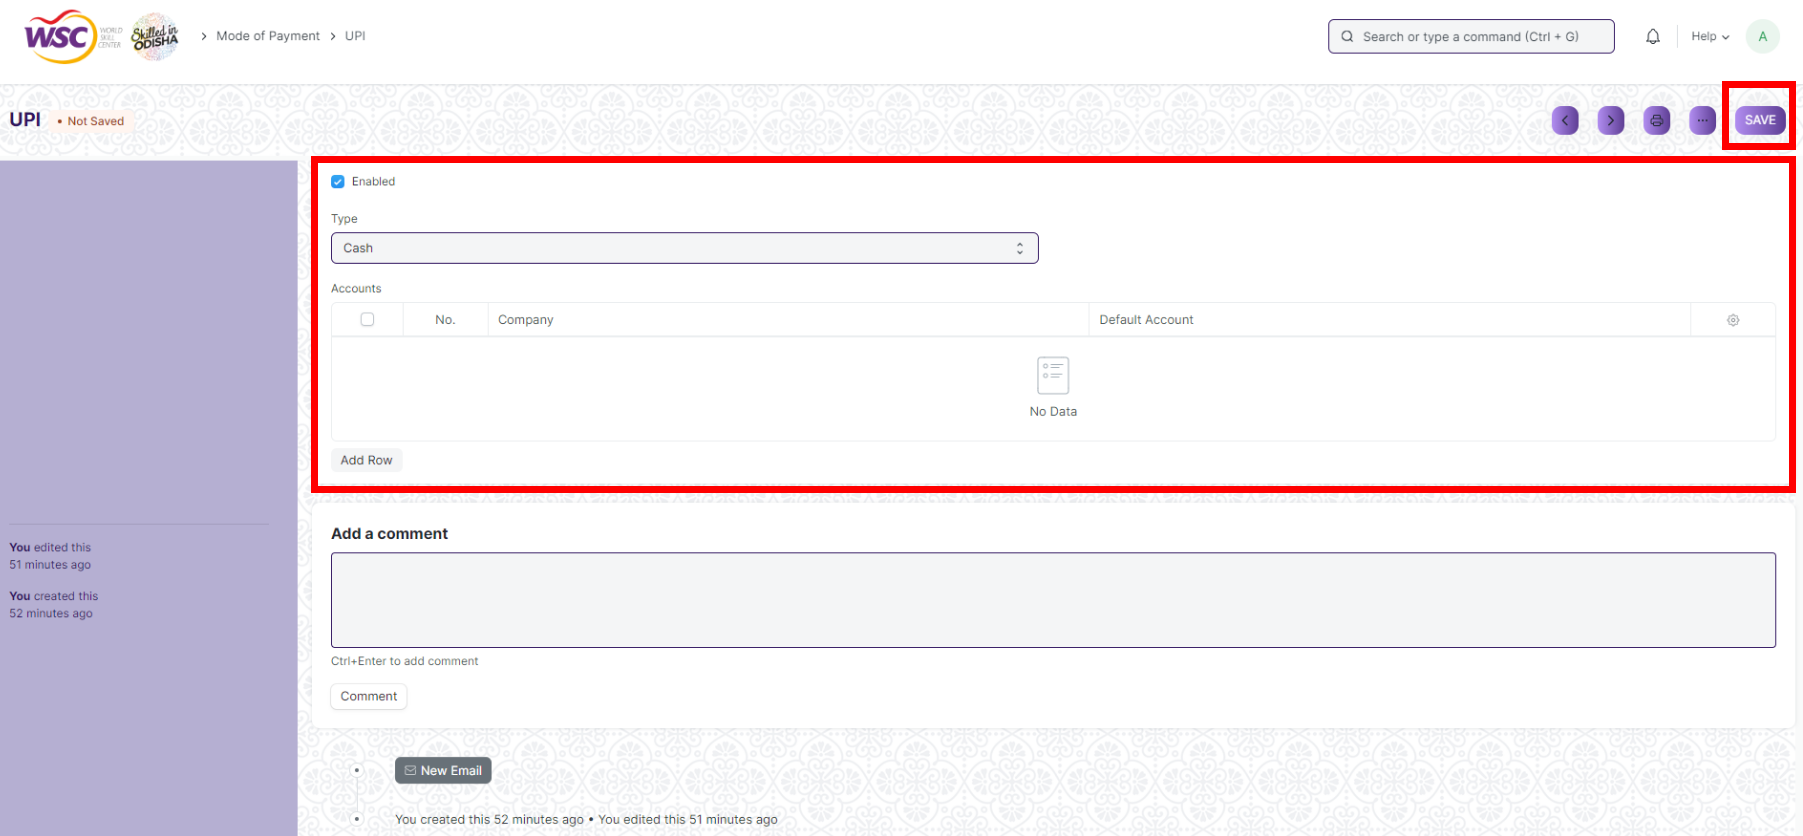 WSC WORLD SKILL CENTER Skilled in ODISHA > Mode of Payment > UPI
Search or type a command (Ctrl + G)
Help
A
UPI
• Not Saved
...
SAVE
Enabled
Type
Cash
Accounts
No. Company Default Account
No Data
Add Row
You edited this
51 minutes ago
You created this
52 minutes ago
Add a comment
Ctrl+Enter to add comment
Comment
New Email
You created this 52 minutes ago • You edited this 51 minutes ago